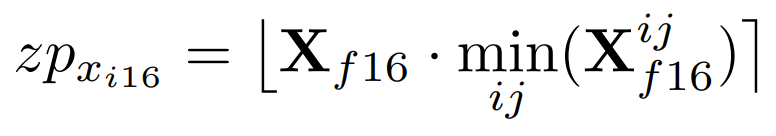 $zp_{x_{i16}} = \lfloor \mathbf{X}_{f16} \cdot \min_{ij}(\mathbf{X}_{f16}^{ij}) \rceil$